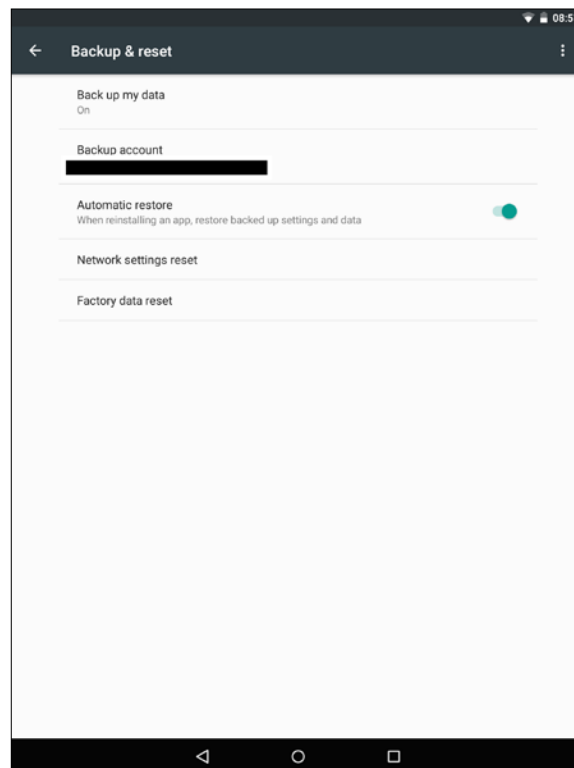 08:5
Backup & reset
Back up my data
On
Backup account
Automatic restore
When reinstalling an app, restore backed up settings and data
Network settings reset
Factory data reset